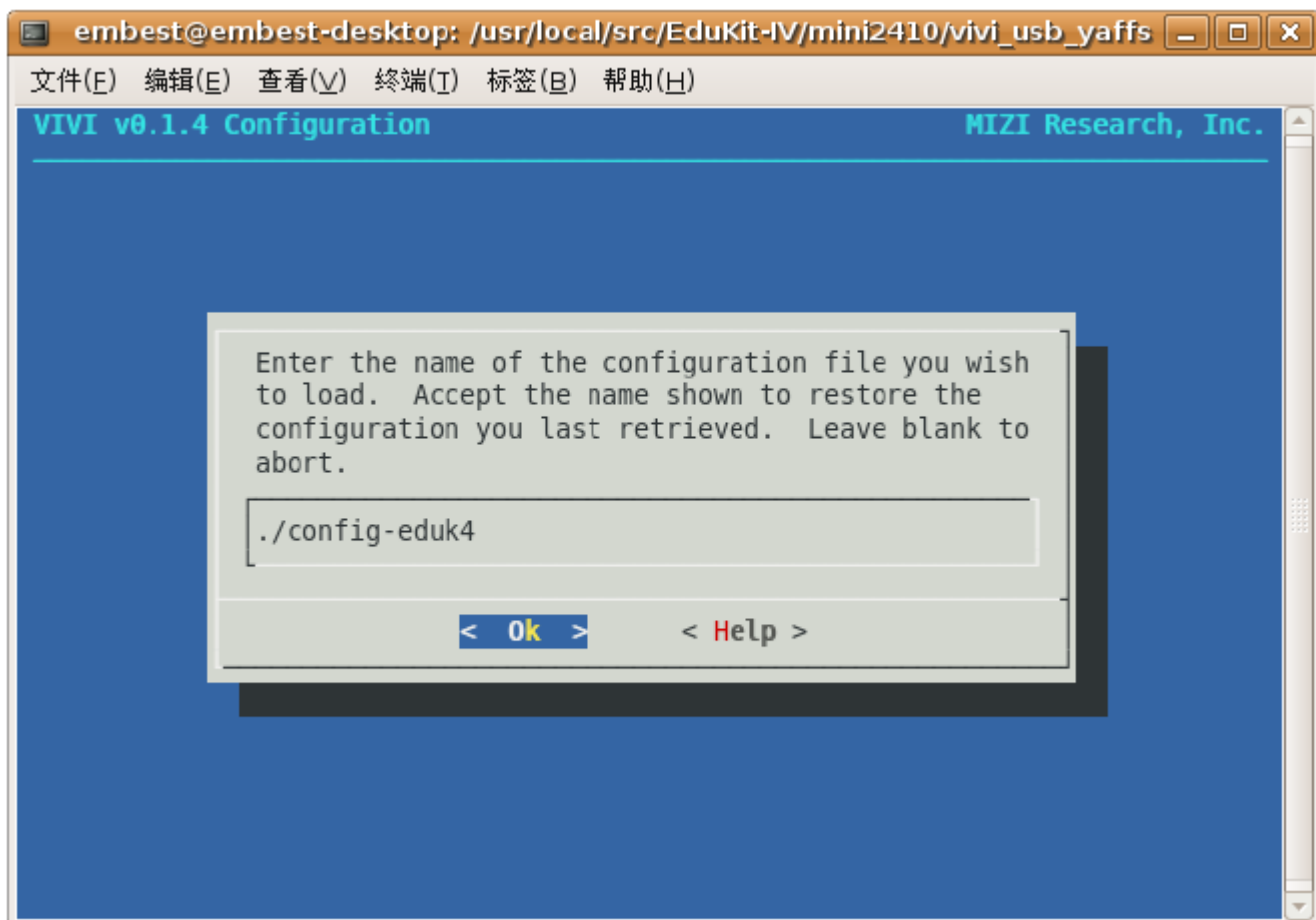 embest@embest-desktop: /usr/local/src/EduKit-IV/mini2410/vivi_usb_yaffs
文件(F) 编辑(E) 查看(V) 终端(T) 标签(B) 帮助(H)
VIVI v0.1.4 Configuration MIZI Research, Inc.
Enter the name of the configuration file you wish
to load.  Accept the name shown to restore the
configuration you last retrieved.  Leave blank to
abort.
./config-eduk4
<  Ok  > < Help >